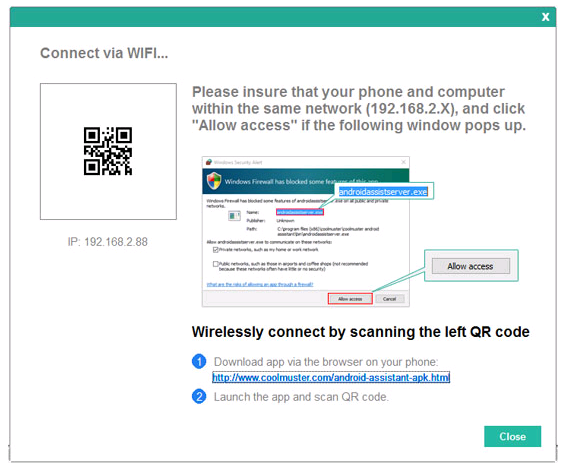 X
Connect via WIFI...
Please insure that your phone and computer
within the same network (192.168.2.X), and click
"Allow access" if the following window pops up.
IP: 192.168.2.88
Windows Security Alert
Windows Firewall has blocked some features of this app
androidassistserver.exe
Windows Firewall has blocked some features of androidassistserver.exe on all public and private
networks.
Name: androidassistserver.exe
Publisher: Unknown
Path: C:\program files (x86)\coolmuster\coolmuster android
assistant\bin\androidassistserver.exe
Allow androidassistserver.exe to communicate on these networks:
Private networks, such as my home or work network
Public networks, such as those in airports and coffee shops (not recommended
because these networks often have little or no security)
What are the risks of allowing an app through a firewall?
Allow access
Cancel
Allow access
Wirelessly connect by scanning the left QR code
1 Download app via the browser on your phone:
http://www.coolmuster.com/android-assistant-apk.html
2 Launch the app and scan QR code.
Close